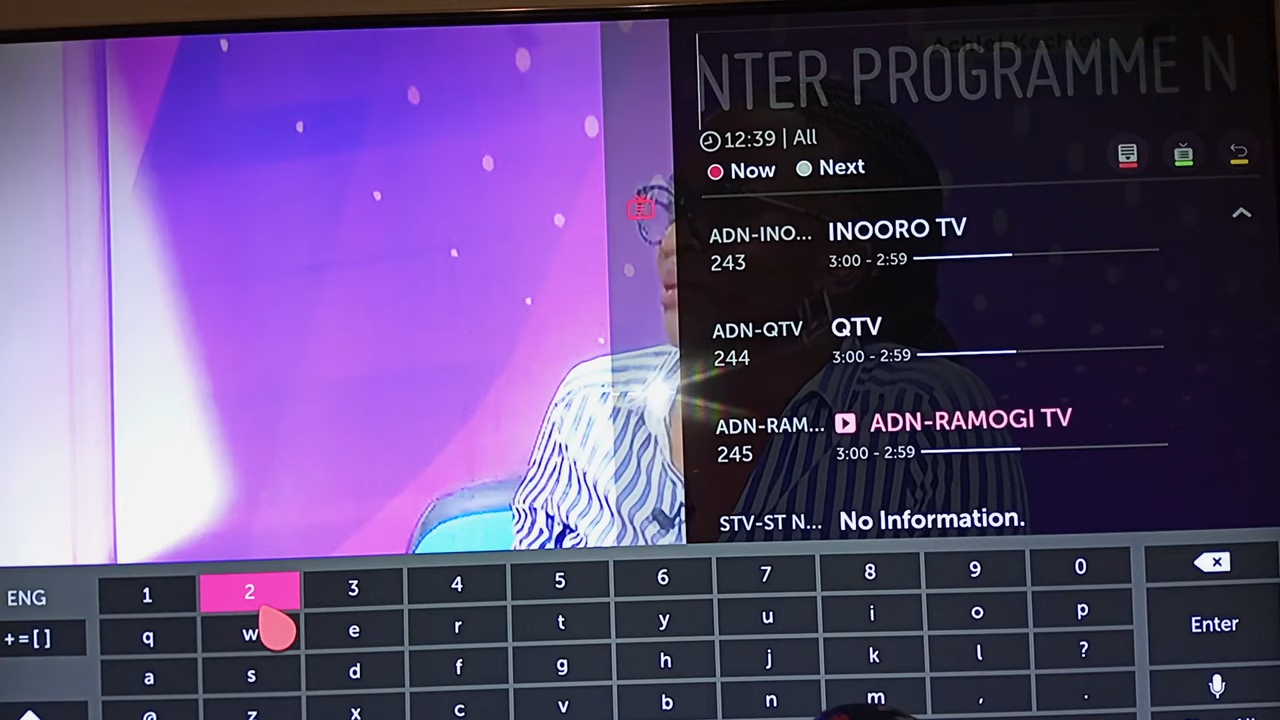 NTER PROGRAMME N
12:39 | All
Now Next
ADN-INO... INOORO TV
243 3:00 - 2:59
ADN-QTV QTV
244 3:00 - 2:59
ADN-RAM... ADN-RAMOGI TV
245 3:00 - 2:59
STV-ST N... No Information.
ENG 1 2 3 4 5 6 7 8 9 0
+=[] q w e r t y u i o p Enter
a s d f g h j k l ?
@ z x c v b n m , .